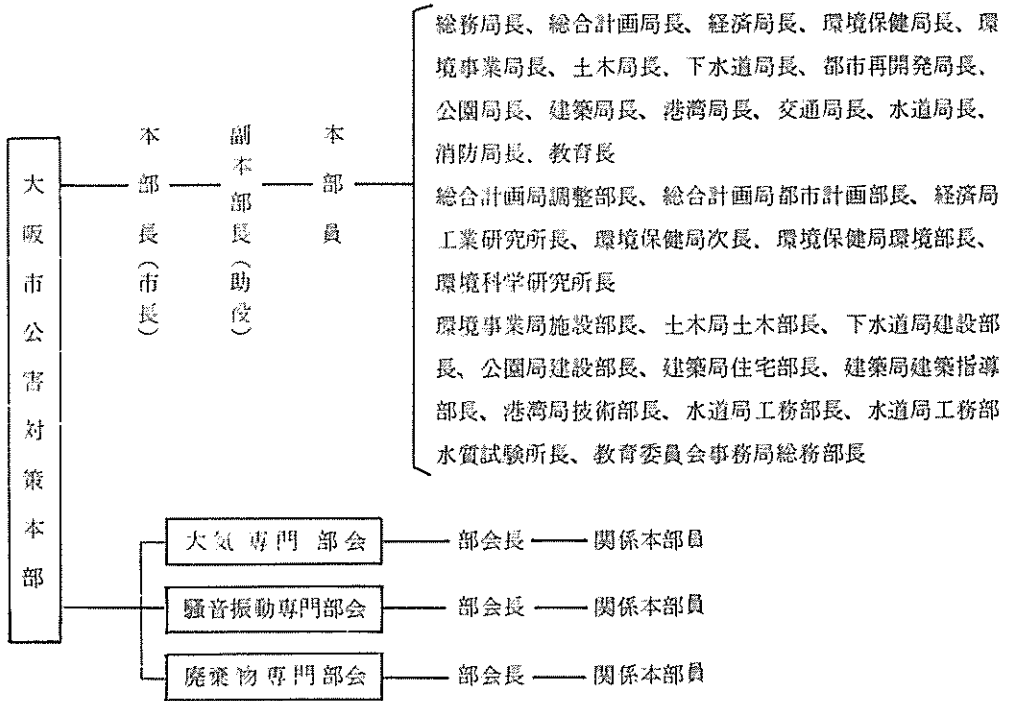 大阪市公害対策本部
本部長（市長）
副本部長（助役）
本部員
総務局長、総合計画局長、経済局長、環境保健局長、環
境事業局長、土木局長、下水道局長、都市再開発局長、
公園局長、建築局長、港湾局長、交通局長、水道局長、
消防局長、教育長
総合計画局調整部長、総合計画局都市計画部長、経済局
工業研究所長、環境保健局次長、環境保健局環境部長、
環境科学研究所長
環境事業局施設部長、土木局土木部長、下水道局建設部
長、公園局建設部長、建築局住宅部長、建築局建築指導
部長、港湾局技術部長、水道局工務部長、水道局工務部
水質試験所長、教育委員会事務局総務部長
大気専門部会 部会長 関係本部員
騒音振動専門部会 部会長 関係本部員
廃棄物専門部会 部会長 関係本部員